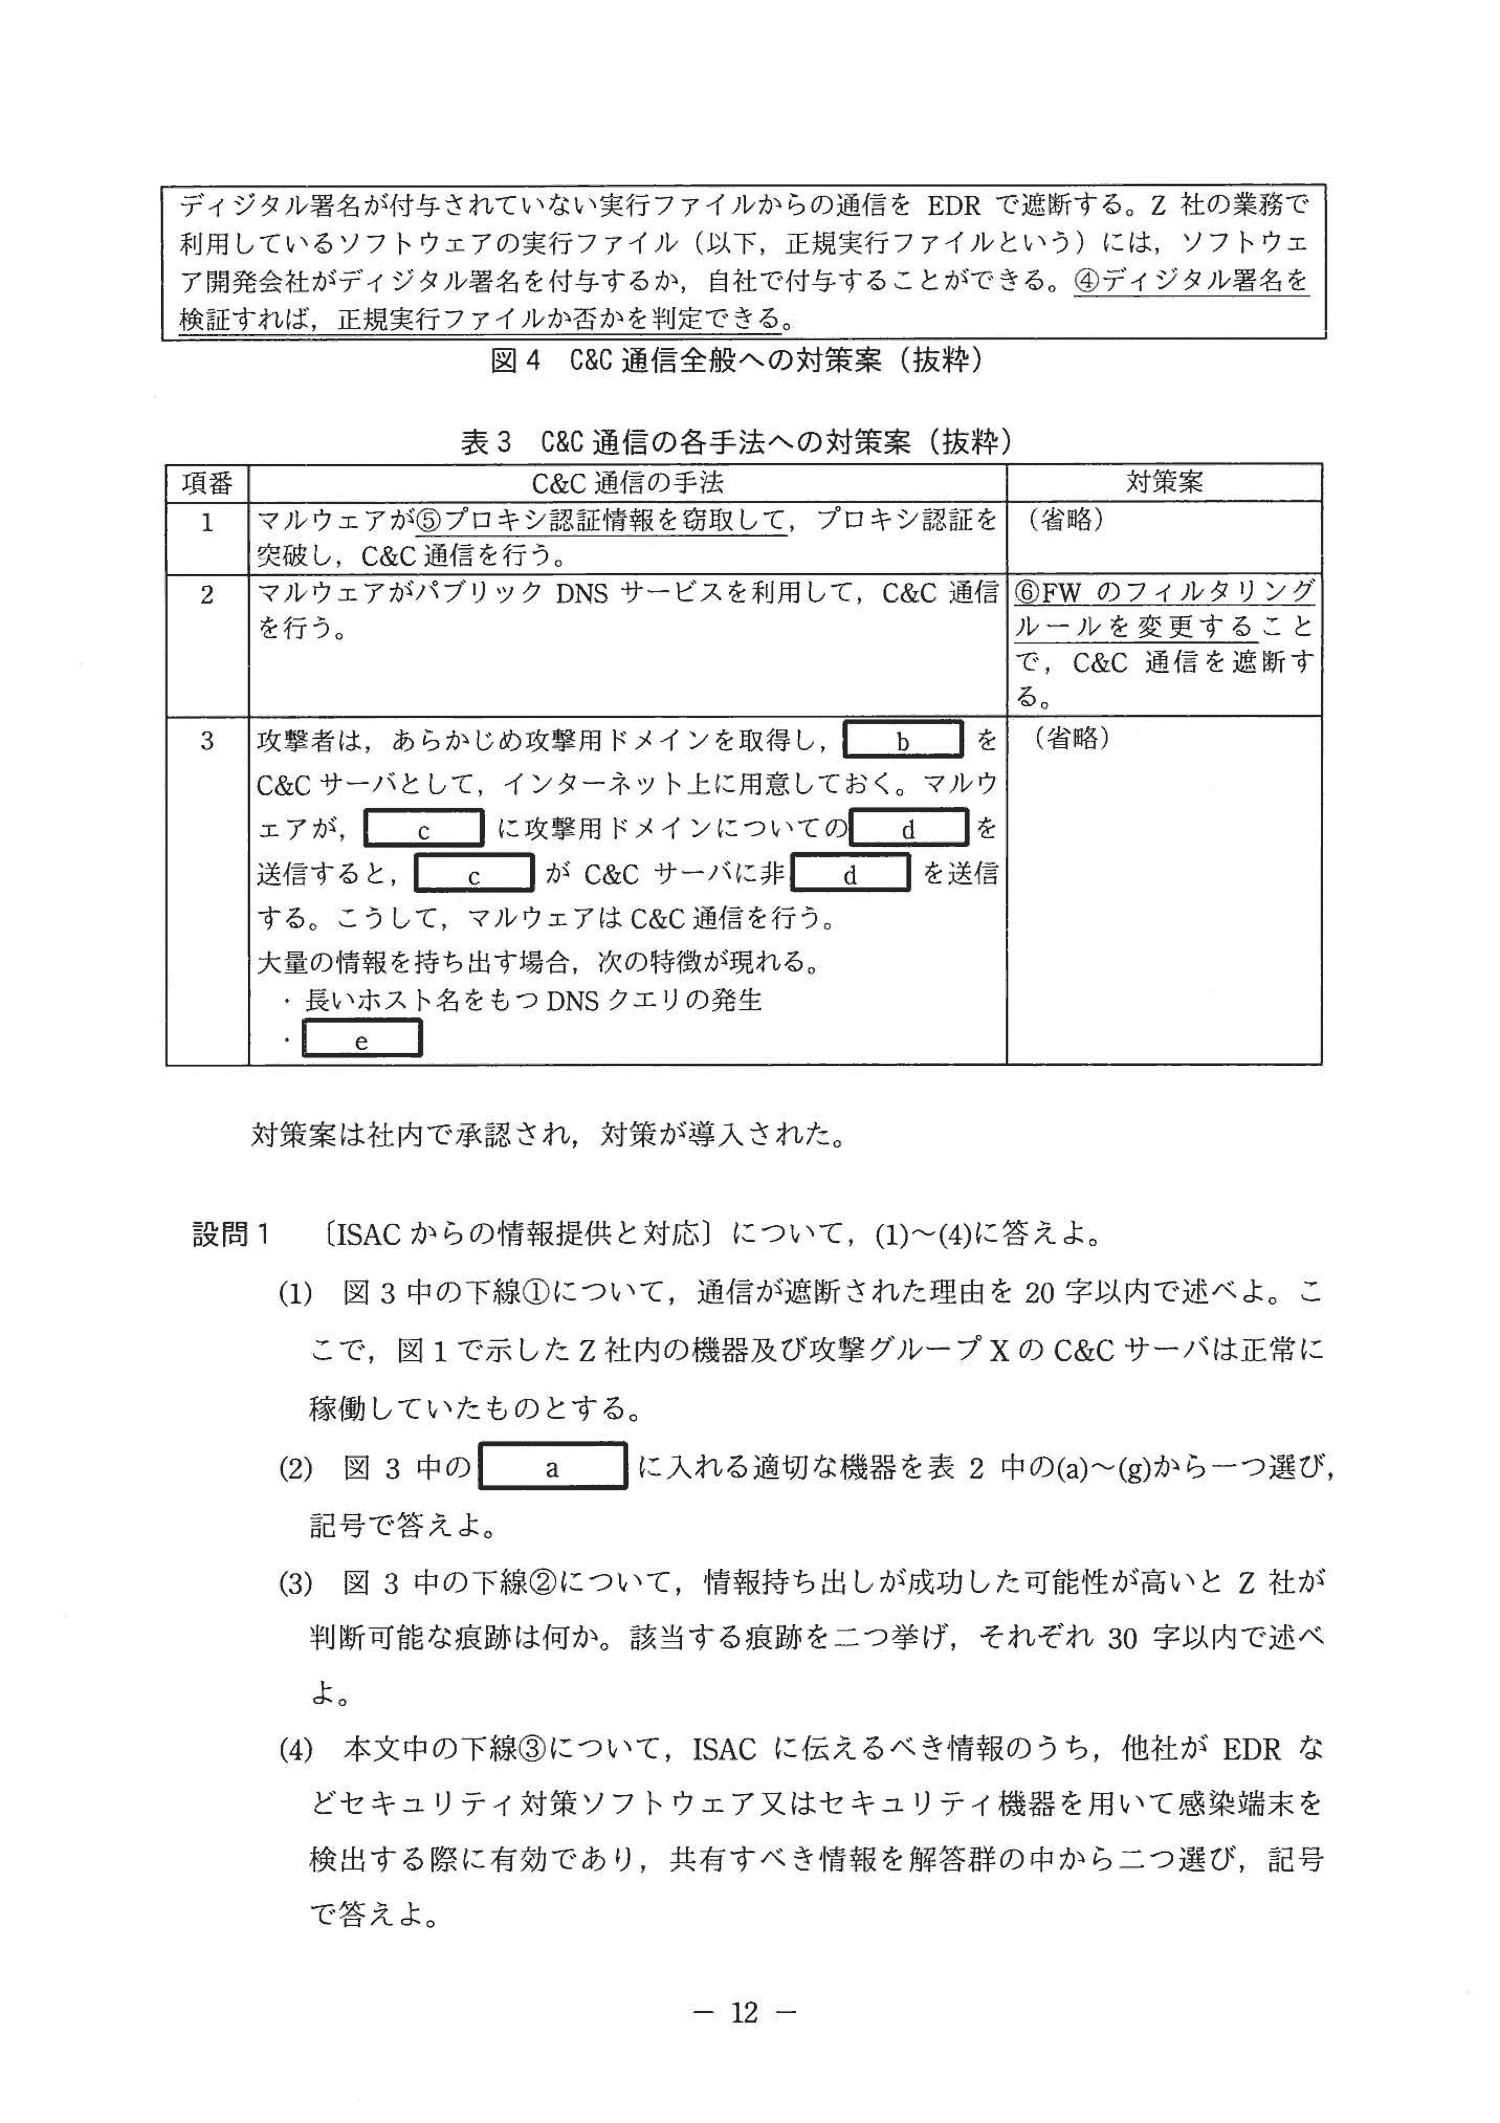 ディジタル署名が付与されていない実行ファイルからの通信を EDR で遮断する。Z 社の業務で
利用しているソフトウェアの実行ファイル（以下，正規実行ファイルという）には，ソフトウェ
ア開発会社がディジタル署名を付与するか，自社で付与することができる。④ディジタル署名を
検証すれば，正規実行ファイルか否かを判定できる。
図 4 C&C 通信全般への対策案（抜粋）
表 3 C&C 通信の各手法への対策案（抜粋）
項番 C&C 通信の手法 対策案
1 マルウェアが⑤プロキシ認証情報を窃取して，プロキシ認証を （省略）
突破し，C&C 通信を行う。
2 マルウェアがパブリック DNS サービスを利用して，C&C 通信 ⑥FW のフィルタリング
を行う。 ルールを変更すること
で，C&C 通信を遮断す
る。
3 攻撃者は，あらかじめ攻撃用ドメインを取得し， b を （省略）
C&C サーバとして，インターネット上に用意しておく。マルウ
ェアが， c に攻撃用ドメインについての d を
送信すると， c が C&C サーバに非 d を送信
する。こうして，マルウェアは C&C 通信を行う。
大量の情報を持ち出す場合，次の特徴が現れる。
・長いホスト名をもつ DNS クエリの発生
・ e
対策案は社内で承認され，対策が導入された。
設問 1 〔ISAC からの情報提供と対応〕について，(1)～(4)に答えよ。
(1) 図 3 中の下線①について，通信が遮断された理由を 20 字以内で述べよ。こ
こで，図 1 で示した Z 社内の機器及び攻撃グループ X の C&C サーバは正常に
稼働していたものとする。
(2) 図 3 中の a に入れる適切な機器を表 2 中の(a)～(g)から一つ選び，
記号で答えよ。
(3) 図 3 中の下線②について，情報持ち出しが成功した可能性が高いと Z 社が
判断可能な痕跡は何か。該当する痕跡を二つ挙げ，それぞれ 30 字以内で述べ
よ。
(4) 本文中の下線③について，ISAC に伝えるべき情報のうち，他社が EDR な
どセキュリティ対策ソフトウェア又はセキュリティ機器を用いて感染端末を
検出する際に有効であり，共有すべき情報を解答群の中から二つ選び，記号
で答えよ。
－ 12 －